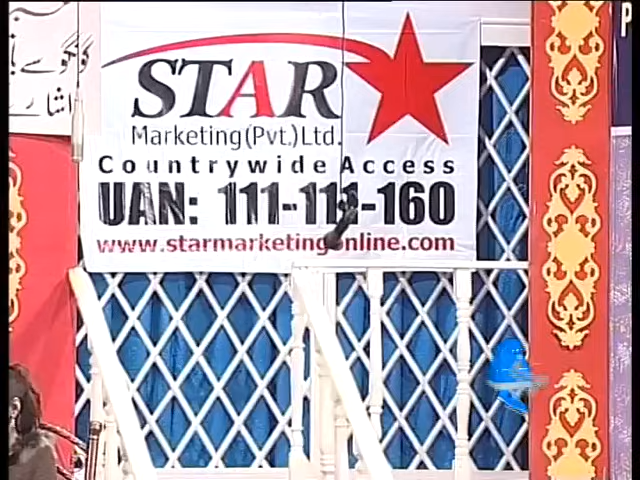 STAR
Marketing(Pvt.)Ltd.
Countrywide Access
UAN: 111-111-160
www.starmarketingonline.com